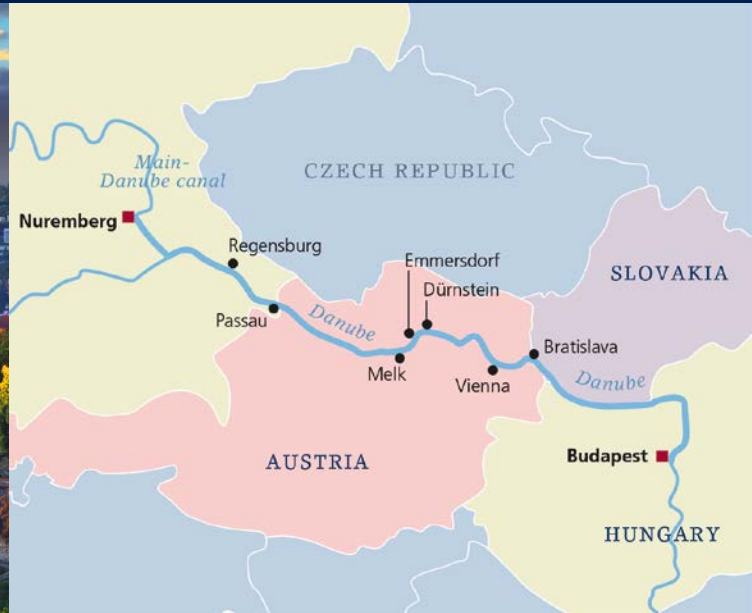 Main-
Danube canal
CZECH REPUBLIC
Nuremberg
Regensburg
Emmersdorf
Dürnstein
SLOVAKIA
Passau
Danube
Melk
Vienna
Bratislava
Danube
AUSTRIA
Budapest
HUNGARY